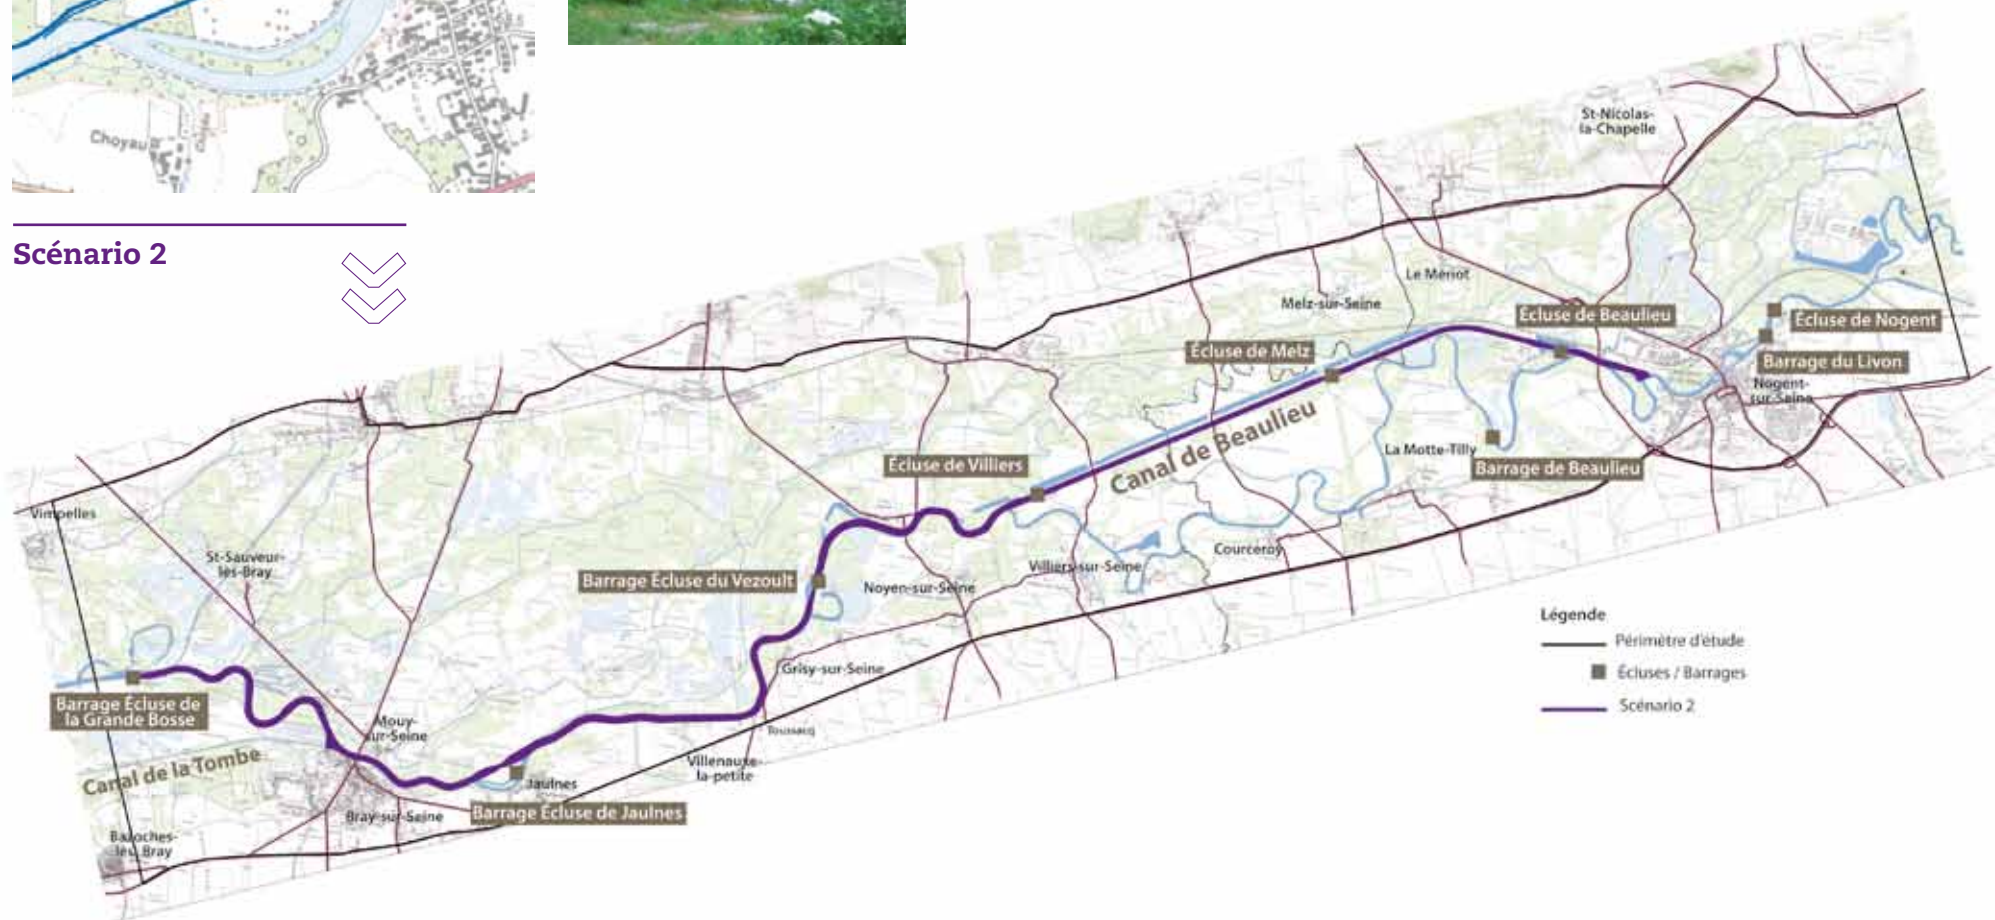 Choyau
Scénario 2
St-Nicolas-
la-Chapelle
Le Mériot
Melz-sur-Seine
Écluse de Beaulieu
Écluse de Nogent
Écluse de Melz
Barrage du Livon
Nogent-
sur-Seine
Canal de Beaulieu
La Motte-Tilly
Barrage de Beaulieu
Écluse de Villiers
Vimpelles
St-Sauveur-
lès-Bray
Courceroy
Villiers-sur-Seine
Barrage Écluse du Vezoult
Noyen-sur-Seine
Légende
Périmètre d'étude
Écluses / Barrages
Scénario 2
Grisy-sur-Seine
Barrage Écluse de
la Grande Bosse
Mouy-
sur-Seine
Toussacq
Villenauxe-
la-petite
Canal de la Tombe
Jaulnes
Barrage Écluse de Jaulnes
Bray-sur-Seine
Bazoches-
lès-Bray